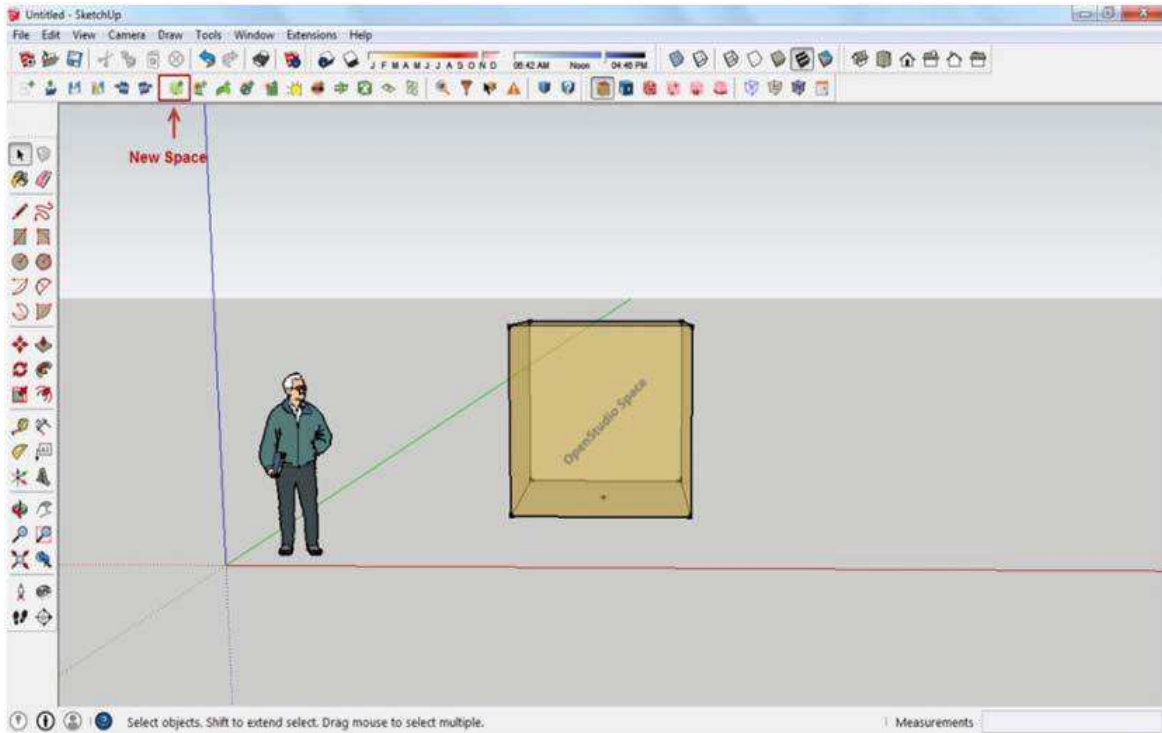 Untitled - SketchUp
File Edit View Camera Draw Tools Window Extensions Help
J F M A M J J A S O N D 06:42 AM Noon 04:46 PM
New Space
OpenStudio Space
Select objects. Shift to extend select. Drag mouse to select multiple.
Measurements